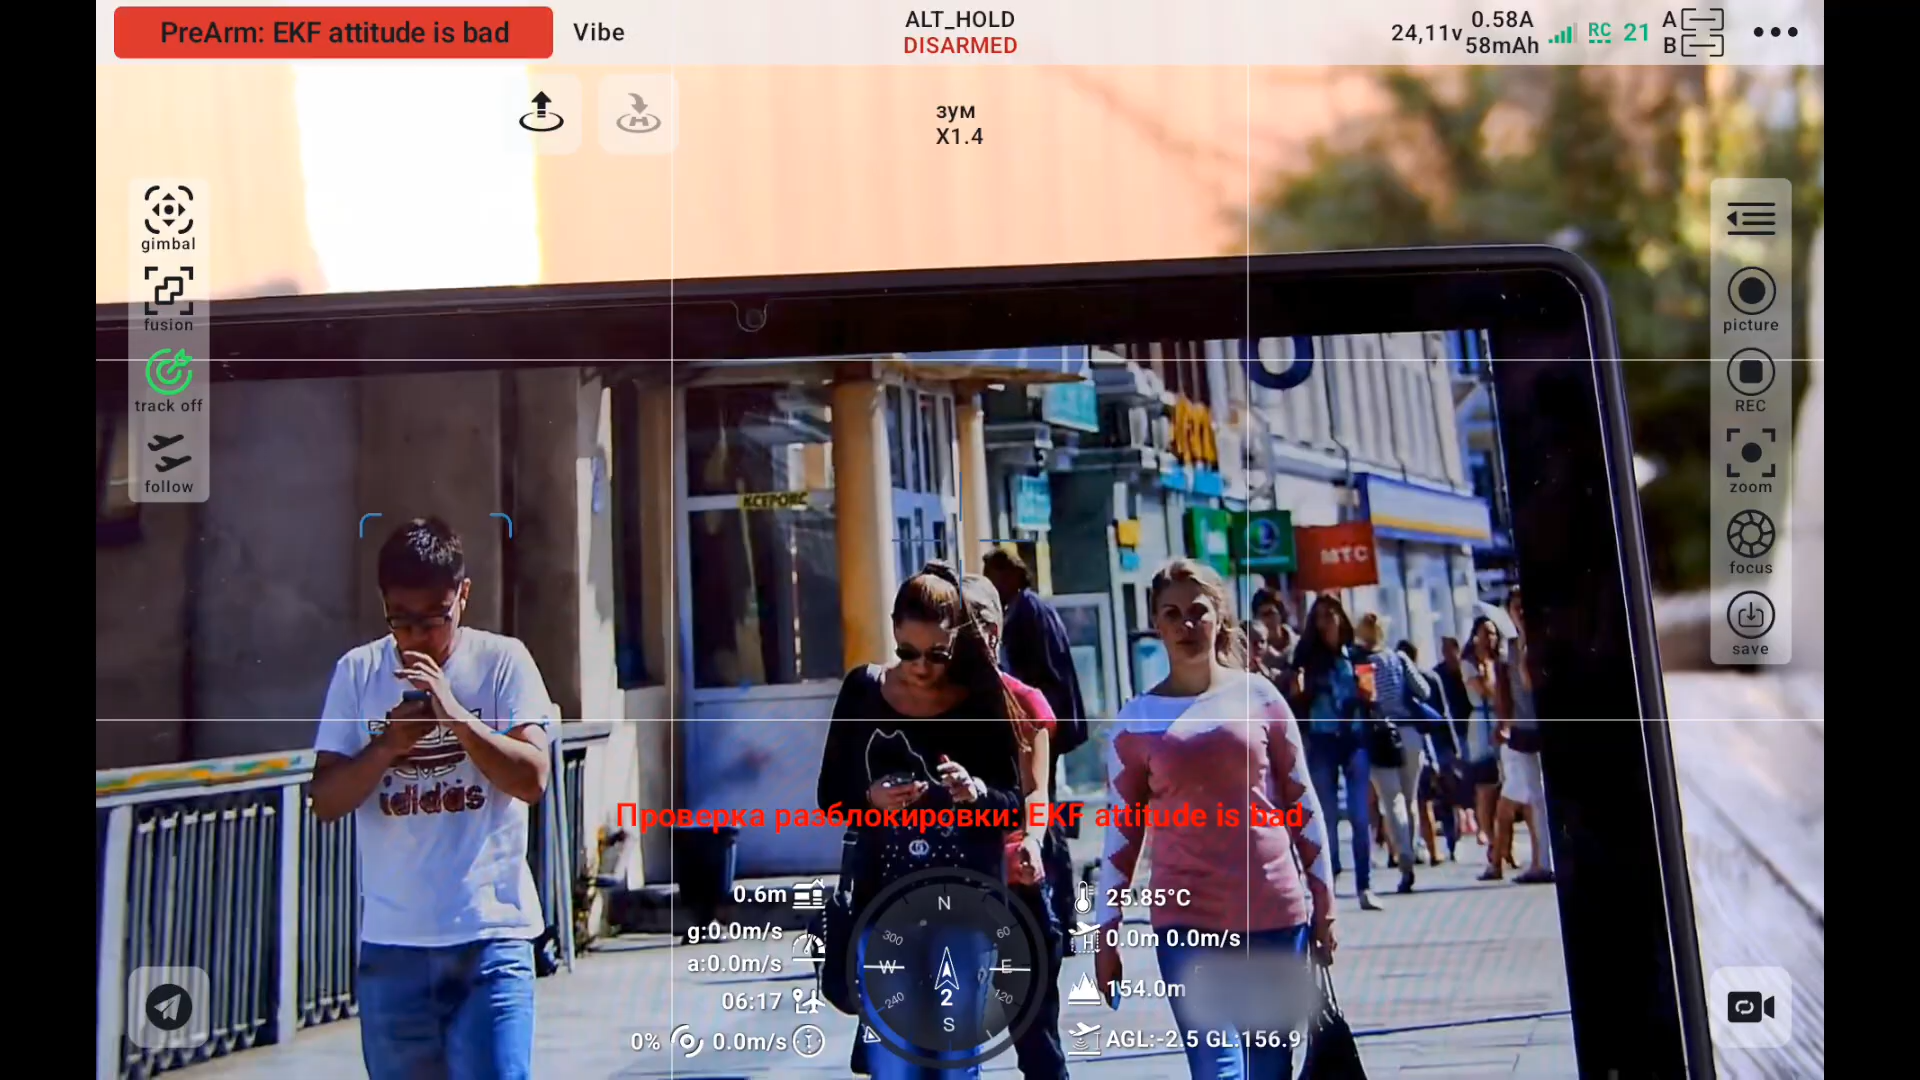 PreArm: EKF attitude is bad
Vibe
ALT_HOLD
DISARMED
24,11v
0.58A
58mAh
RC
21
A
B
зум
X1.4
gimbal
fusion
track off
follow
picture
REC
zoom
focus
save
КСЕРОКС
МТС
adidas
Проверка разблокировки: EKF attitude is bad
0.6m
g:0.0m/s
a:0.0m/s
06:17
0%
0.0m/s
N
300
60
W
E
240
120
2
S
25.85°C
H
0.0m 0.0m/s
154.0m
AGL:-2.5 GL:156.9